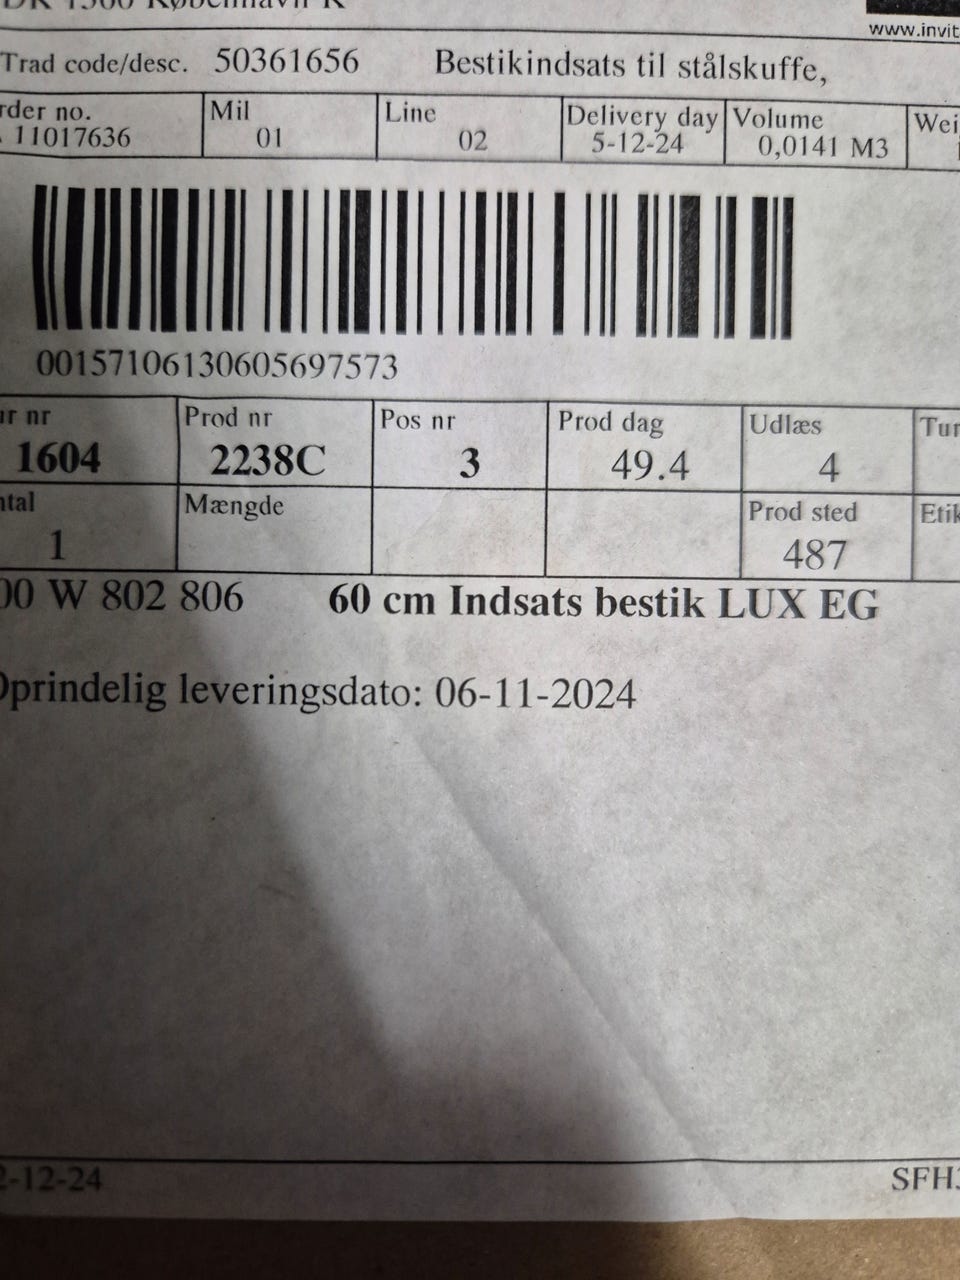 www.invit
Trad code/desc. 50361656 Bestikindsats til stålskuffe,
rder no. Mil Line Delivery day Volume Wei
11017636 01 02 5-12-24 0,0141 M3
00157106130605697573
ur nr Prod nr Pos nr Prod dag Udlæs Tur
1604 2238C 3 49.4 4
ntal Mængde Prod sted Etik
1 487
00 W 802 806 60 cm Indsats bestik LUX EG
Oprindelig leveringsdato: 06-11-2024
2-12-24 SFH